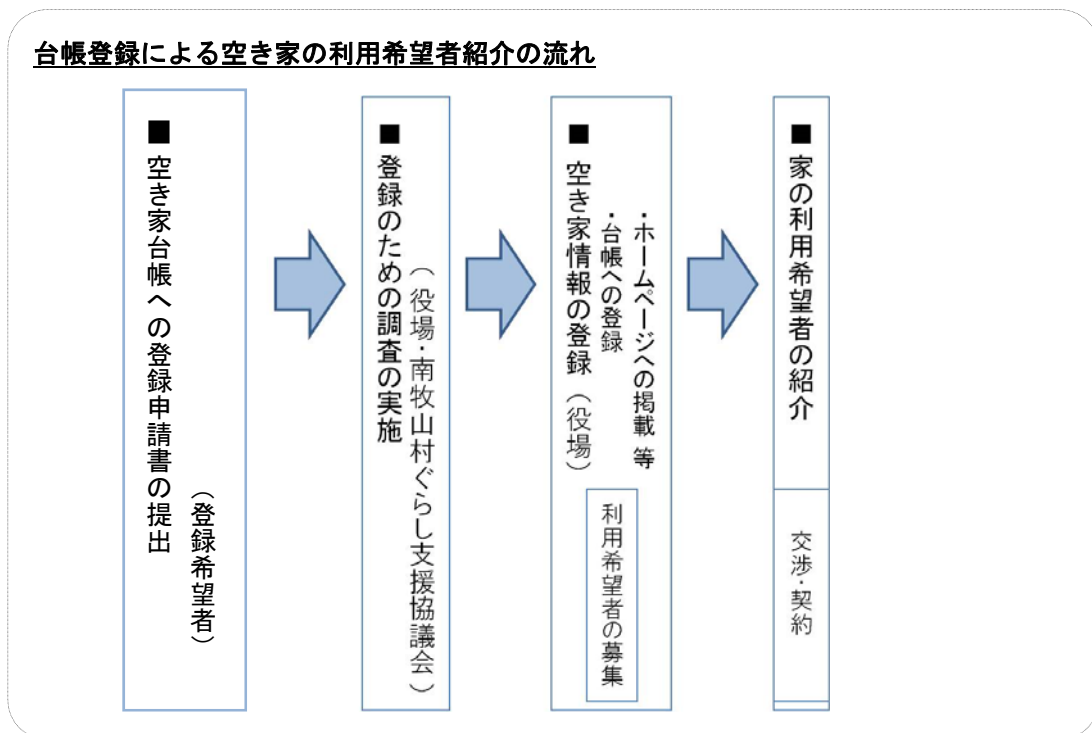 台帳登録による空き家の利用希望者紹介の流れ
■ 空き家台帳への登録申請書の提出
（登録希望者）
■ 登録のための調査の実施
（役場・南牧山村ぐらし支援協議会）
■ 空き家情報の登録（役場）
・台帳への登録
・ホームページへの掲載 等
利用希望者の募集
■ 家の利用希望者の紹介
交渉・契約